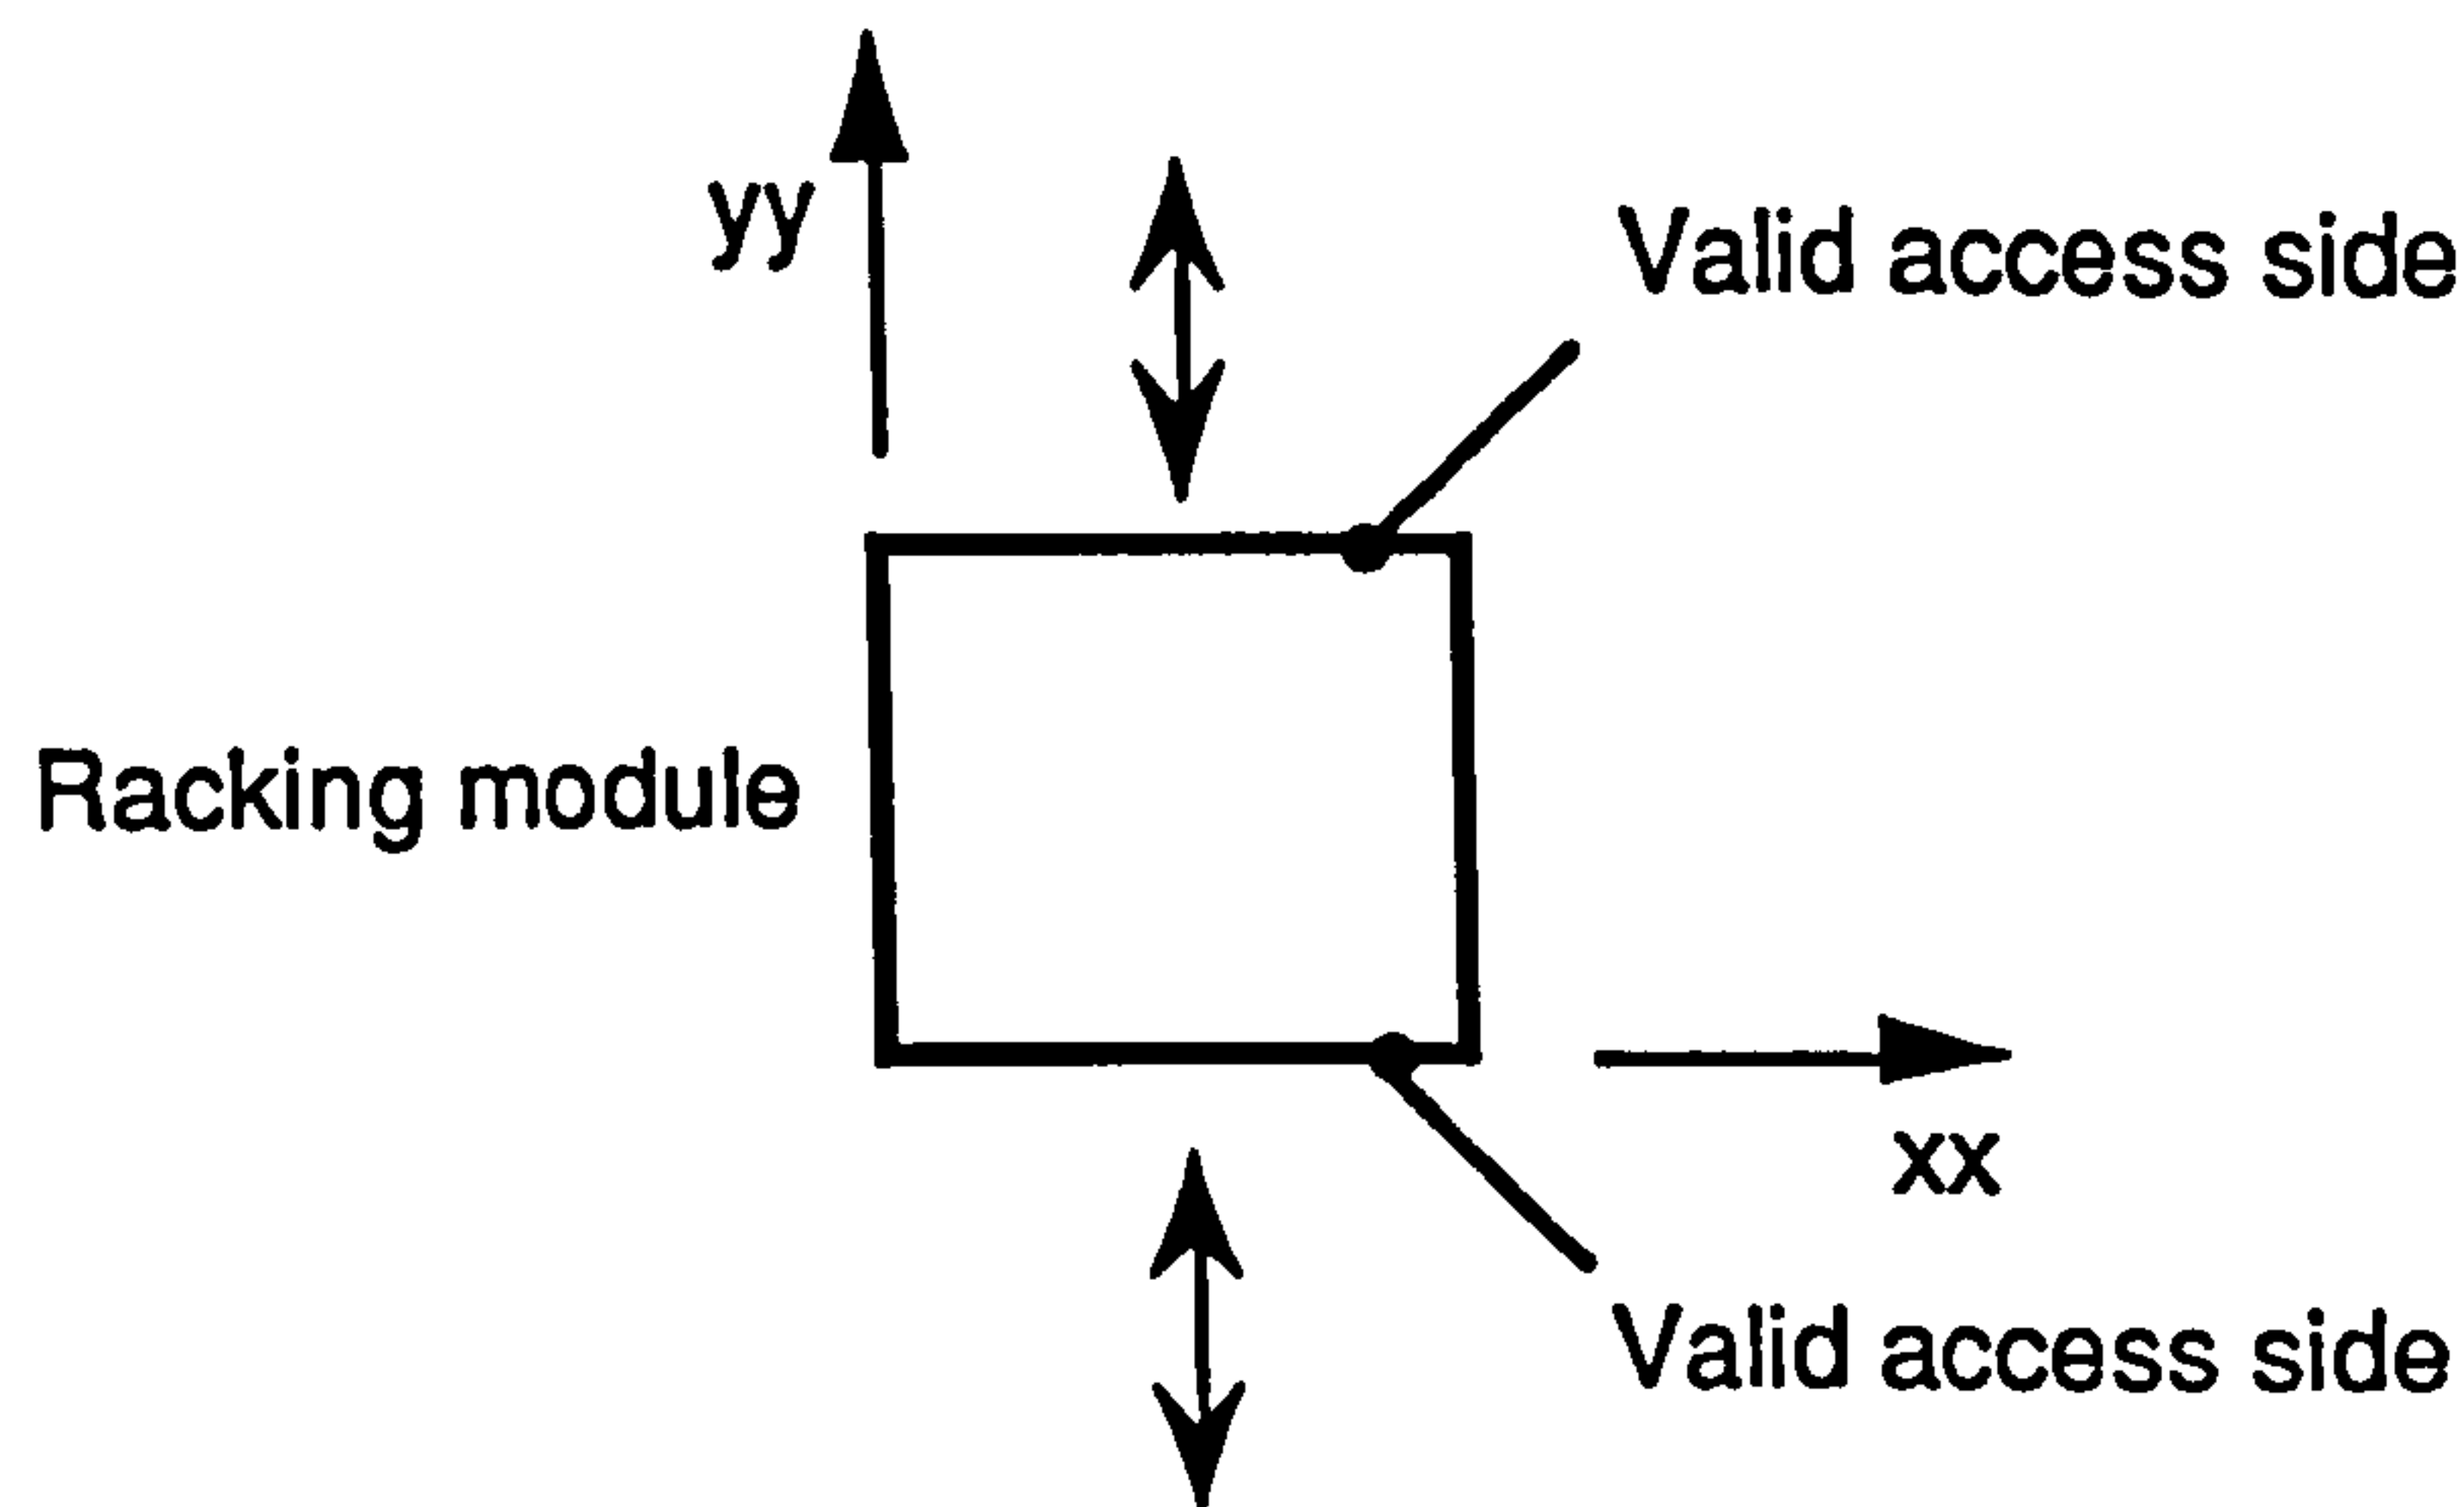 yy
Valid access side
Racking module
xx
Valid access side